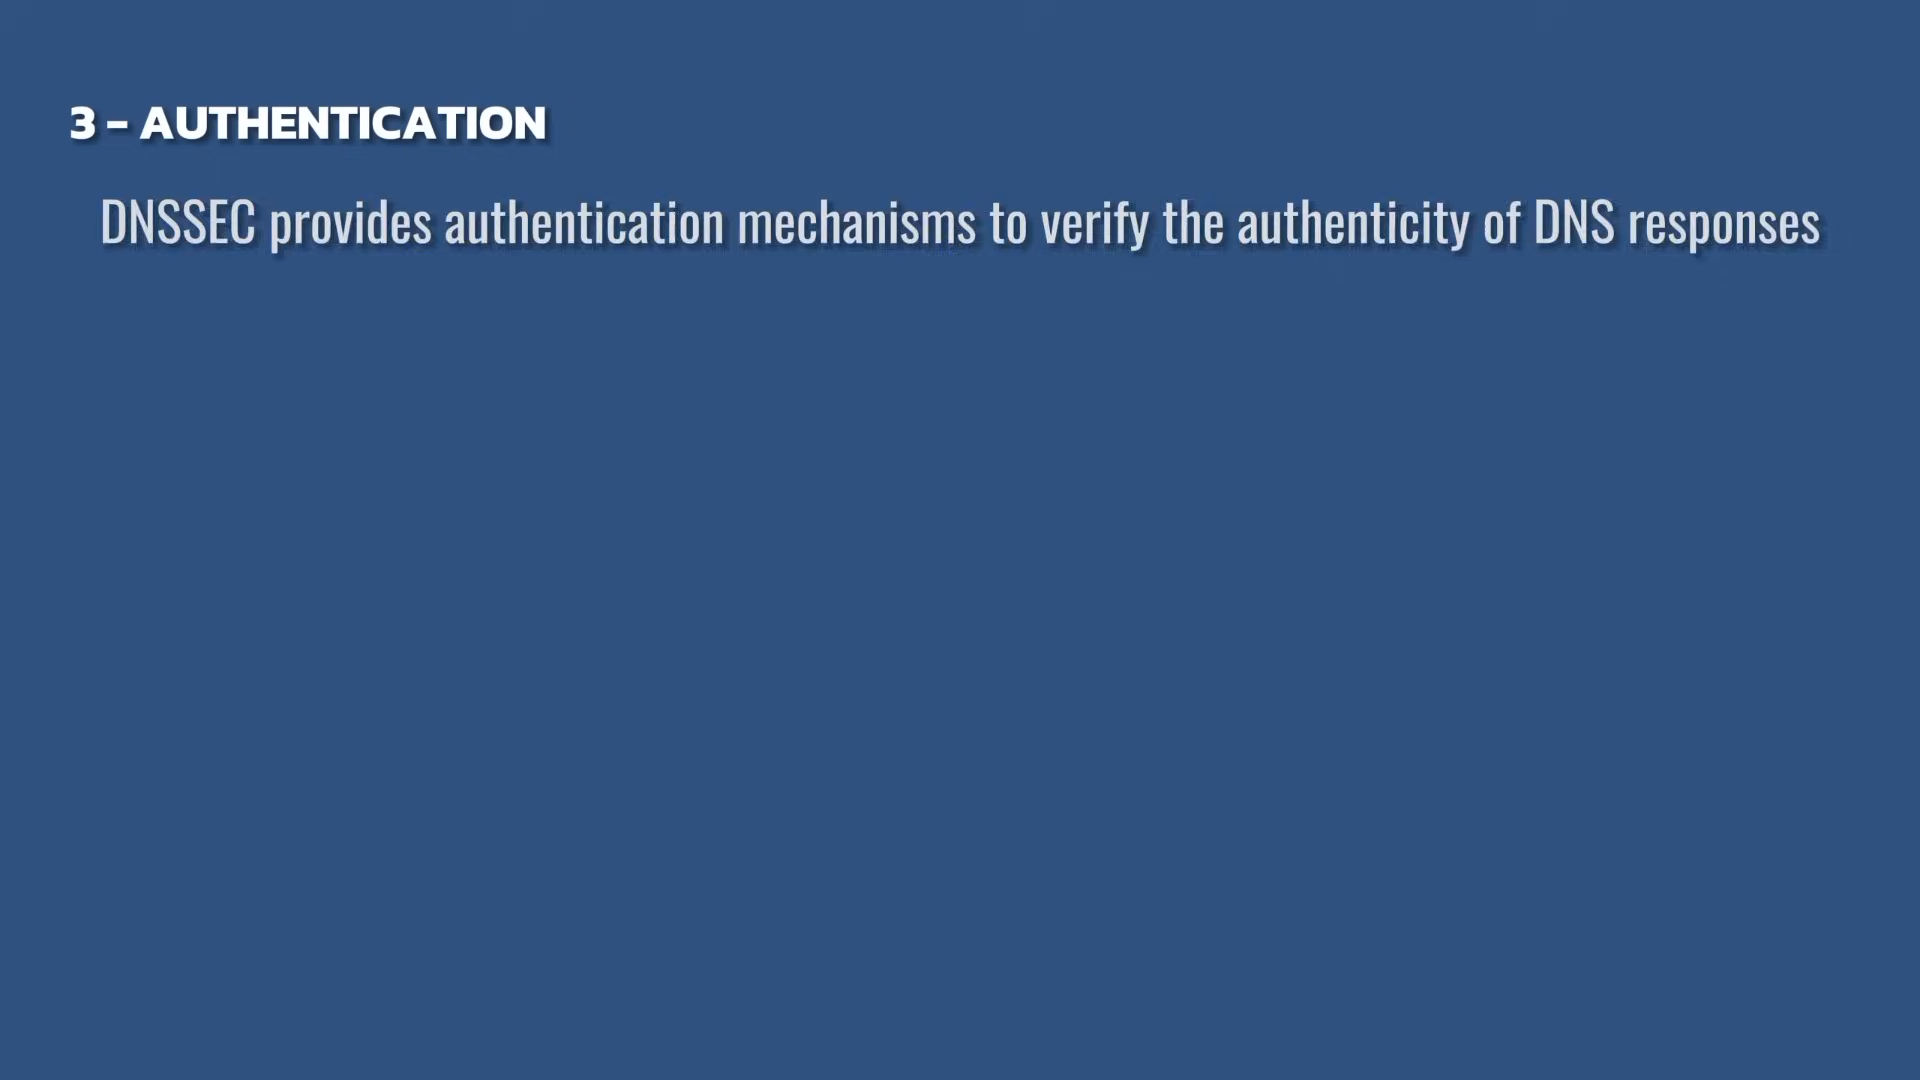 3 - AUTHENTICATION
DNSSEC provides authentication mechanisms to verify the authenticity of DNS responses